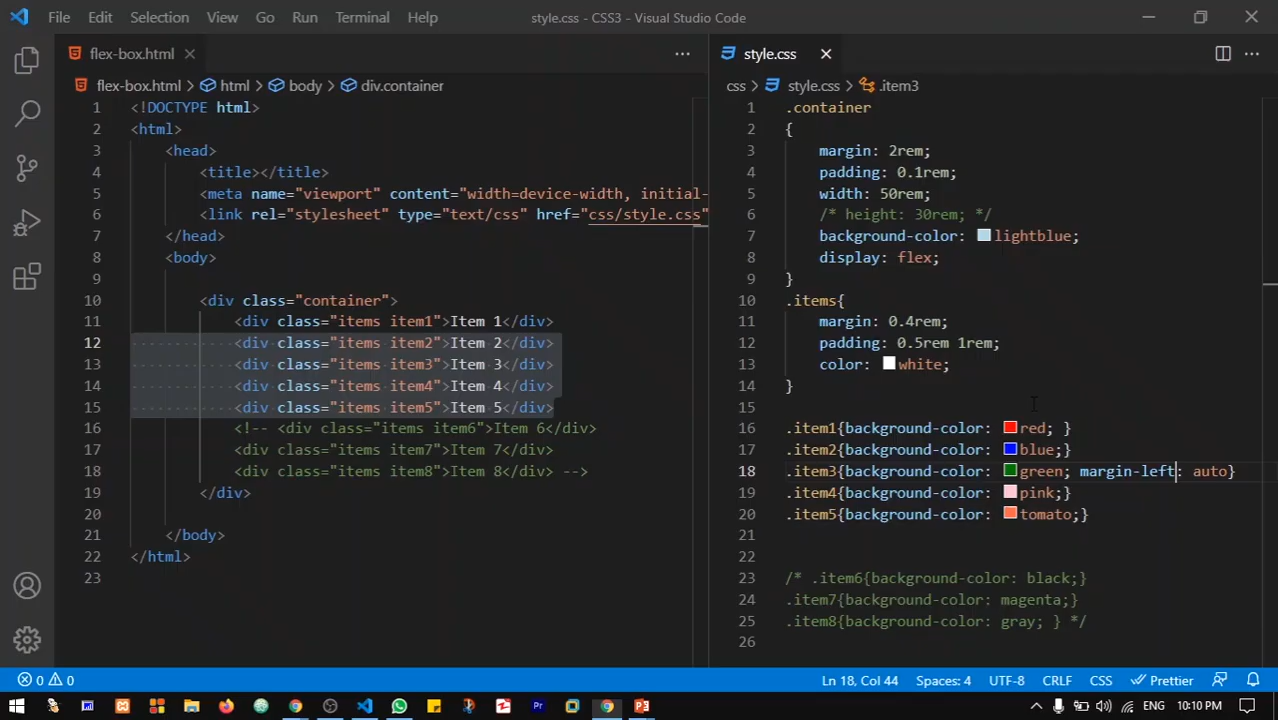 File Edit Selection View Go Run Terminal Help
style.css - CSS3 - Visual Studio Code
flex-box.html
flex-box.html > html > body > div.container
1 <!DOCTYPE html>
2 <html>
3 <head>
4 <title></title>
5 <meta name="viewport" content="width=device-width, initial-
6 <link rel="stylesheet" type="text/css" href="css/style.css"
7 </head>
8 <body>
9
10 <div class="container">
11 <div class="items item1">Item 1</div>
12 <div class="items item2">Item 2</div>
13 <div class="items item3">Item 3</div>
14 <div class="items item4">Item 4</div>
15 <div class="items item5">Item 5</div>
16 <!-- <div class="items item6">Item 6</div>
17 <div class="items item7">Item 7</div>
18 <div class="items item8">Item 8</div> -->
19 </div>
20
21 </body>
22 </html>
23
style.css
css > style.css > .item3
1 .container
2 {
3 margin: 2rem;
4 padding: 0.1rem;
5 width: 50rem;
6 /* height: 30rem; */
7 background-color: lightblue;
8 display: flex;
9 }
10 .items{
11 margin: 0.4rem;
12 padding: 0.5rem 1rem;
13 color: white;
14 }
15
16 .item1{background-color: red; }
17 .item2{background-color: blue;}
18 .item3{background-color: green; margin-left: auto}
19 .item4{background-color: pink;}
20 .item5{background-color: tomato;}
21
22
23 /* .item6{background-color: black;}
24 .item7{background-color: magenta;}
25 .item8{background-color: gray; } */
26
0 0
Ln 18, Col 44 Spaces: 4 UTF-8 CRLF CSS Prettier
10:10 PM